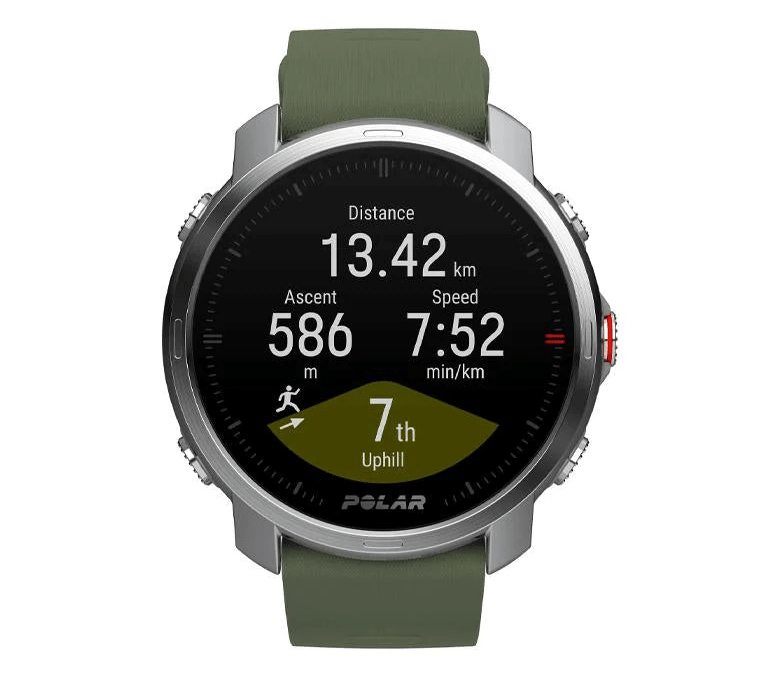 Distance
13.42 km
Ascent Speed
586 7:52
m min/km
7th
Uphill
POLAR